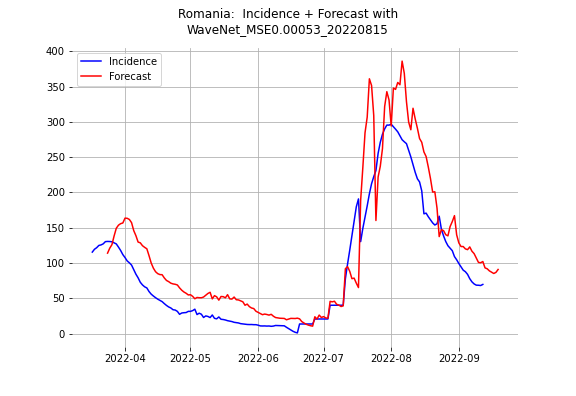 Romania:  Incidence + Forecast with
WaveNet_MSE0.00053_20220815
400
350
300
250
200
150
100
50
0
Incidence
Forecast
2022-04 2022-05 2022-06 2022-07 2022-08 2022-09